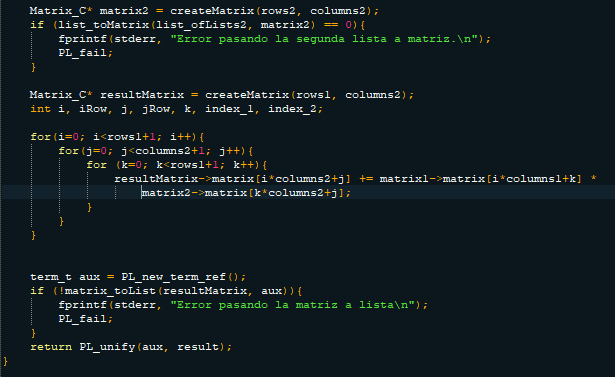 Matrix_C* matrix2 = createMatrix(rows2, columns2);
if (list_toMatrix(list_ofLists2, matrix2) == 0){
fprintf(stderr, "Error pasando la segunda lista a matriz.\n");
PL_fail;
}
Matrix_C* resultMatrix = createMatrix(rows1, columns2);
int i, iRow, j, jRow, k, index_1, index_2;
for(i=0; i<rows1+1; i++){
for(j=0; j<columns2+1; j++){
for (k=0; k<rows1+1; k++){
resultMatrix->matrix[i*columns2+j] += matrix1->matrix[i*columns1+k] *
matrix2->matrix[k*columns2+j];
}
}
}
term_t aux = PL_new_term_ref();
if (!matrix_toList(resultMatrix, aux)){
fprintf(stderr, "Error pasando la matriz a lista\n");
PL_fail;
}
return PL_unify(aux, result);
}